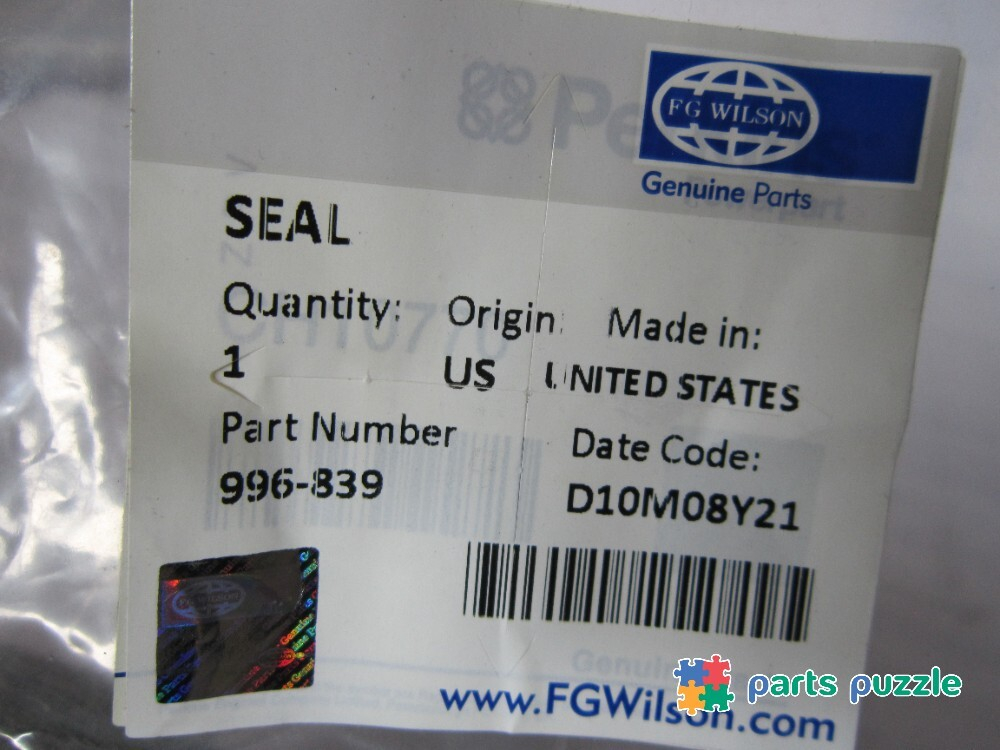 FG WILSON
Genuine Parts
SEAL
Quantity: Origin: Made in:
1 US UNITED STATES
Part Number
996-839
Date Code:
D10M08Y21
www.FGWilson.com
parts puzzle